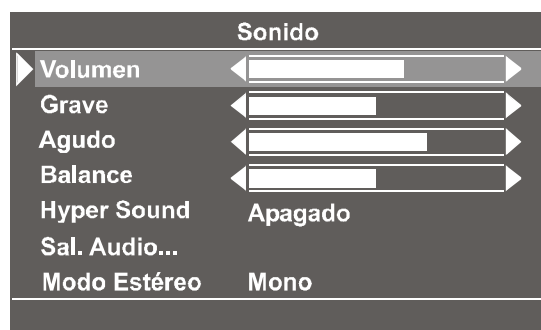 Sonido
Volumen
Grave
Agudo
Balance
Hyper Sound Apagado
Sal. Audio...
Modo Estéreo Mono